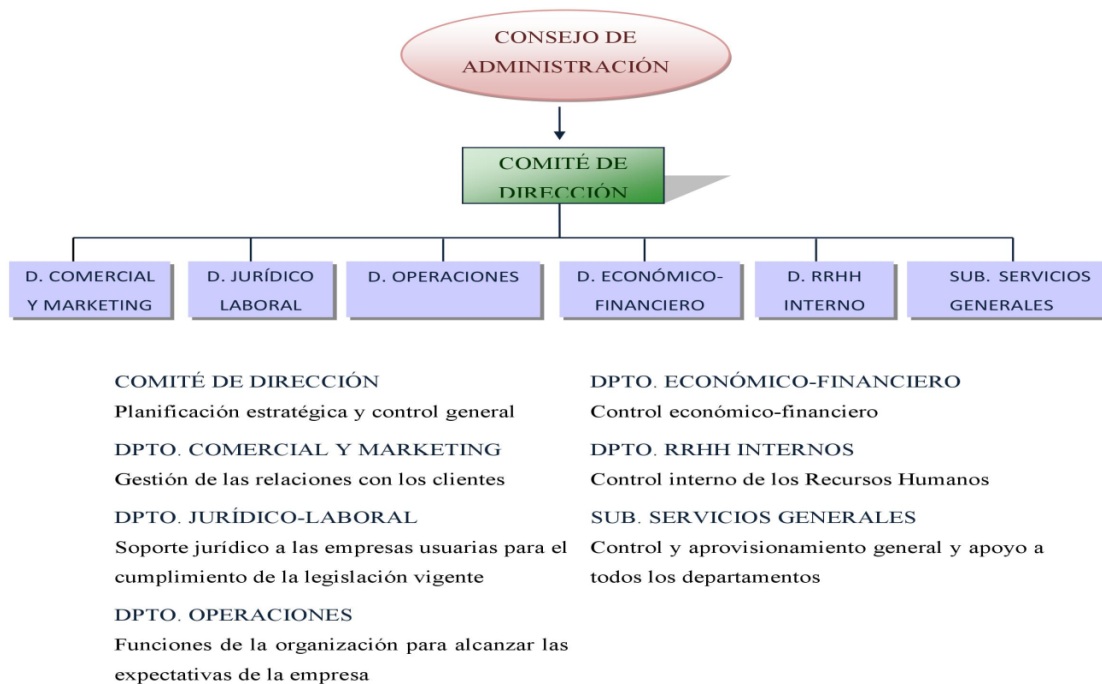 CONSEJO DE
ADMINISTRACIÓN
COMITÉ DE
DIRECCIÓN
D. COMERCIAL
Y MARKETING
D. JURÍDICO
LABORAL
D. OPERACIONES
D. ECONÓMICO-
FINANCIERO
D. RRHH
INTERNO
SUB. SERVICIOS
GENERALES
COMITÉ DE DIRECCIÓN
Planificación estratégica y control general
DPTO. COMERCIAL Y MARKETING
Gestión de las relaciones con los clientes
DPTO. JURÍDICO-LABORAL
Soporte jurídico a las empresas usuarias para el
cumplimiento de la legislación vigente
DPTO. OPERACIONES
Funciones de la organización para alcanzar las
expectativas de la empresa
DPTO. ECONÓMICO-FINANCIERO
Control económico-financiero
DPTO. RRHH INTERNOS
Control interno de los Recursos Humanos
SUB. SERVICIOS GENERALES
Control y aprovisionamiento general y apoyo a
todos los departamentos